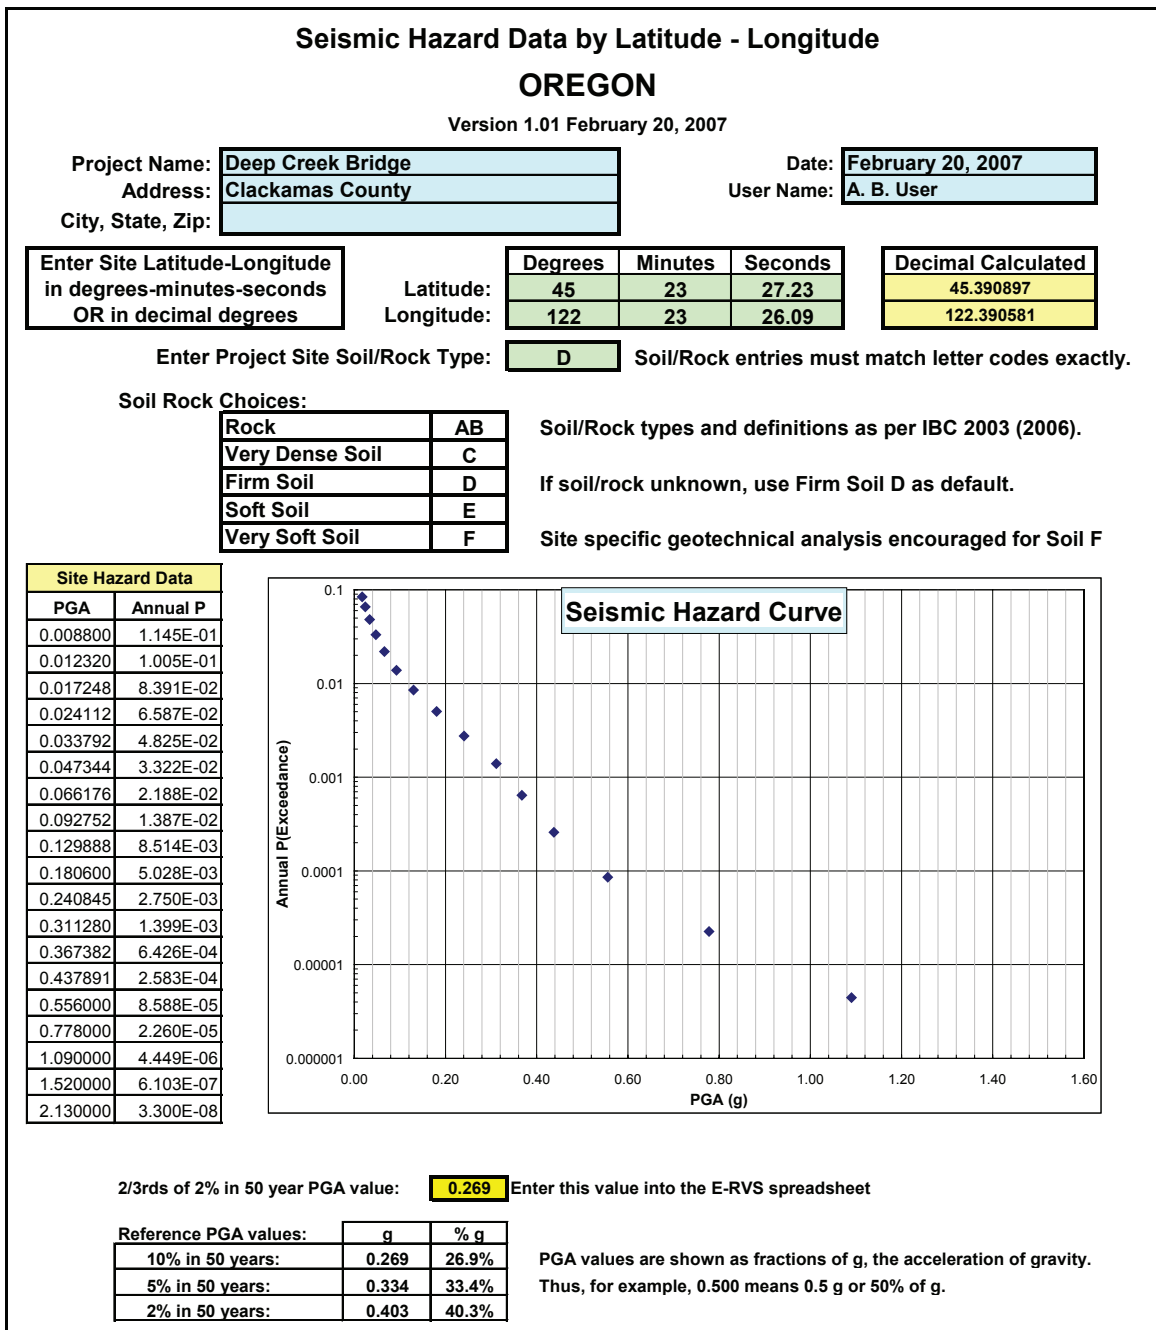 Seismic Hazard Data by Latitude - Longitude
OREGON
Version 1.01 February 20, 2007
Project Name: Deep Creek Bridge Date: February 20, 2007
Address: Clackamas County User Name: A. B. User
City, State, Zip:
Enter Site Latitude-Longitude Degrees Minutes Seconds Decimal Calculated
in degrees-minutes-seconds Latitude: 45 23 27.23 45.390897
OR in decimal degrees Longitude: 122 23 26.09 122.390581
Enter Project Site Soil/Rock Type: D Soil/Rock entries must match letter codes exactly.
Soil Rock Choices:
Rock AB Soil/Rock types and definitions as per IBC 2003 (2006).
Very Dense Soil C
Firm Soil D If soil/rock unknown, use Firm Soil D as default.
Soft Soil E
Very Soft Soil F Site specific geotechnical analysis encouraged for Soil F
Site Hazard Data
PGA Annual P
0.008800 1.145E-01
0.012320 1.005E-01
0.017248 8.391E-02
0.024112 6.587E-02
0.033792 4.825E-02
0.047344 3.322E-02
0.066176 2.188E-02
0.092752 1.387E-02
0.129888 8.514E-03
0.180600 5.028E-03
0.240845 2.750E-03
0.311280 1.399E-03
0.367382 6.426E-04
0.437891 2.583E-04
0.556000 8.588E-05
0.778000 2.260E-05
1.090000 4.449E-06
1.520000 6.103E-07
2.130000 3.300E-08
Seismic Hazard Curve
Annual P(Exceedance)
0.1
0.01
0.001
0.0001
0.00001
0.000001
0.00 0.20 0.40 0.60 0.80 1.00 1.20 1.40 1.60
PGA (g)
2/3rds of 2% in 50 year PGA value: 0.269 Enter this value into the E-RVS spreadsheet
Reference PGA values: g % g
10% in 50 years: 0.269 26.9% PGA values are shown as fractions of g, the acceleration of gravity.
5% in 50 years: 0.334 33.4% Thus, for example, 0.500 means 0.5 g or 50% of g.
2% in 50 years: 0.403 40.3%